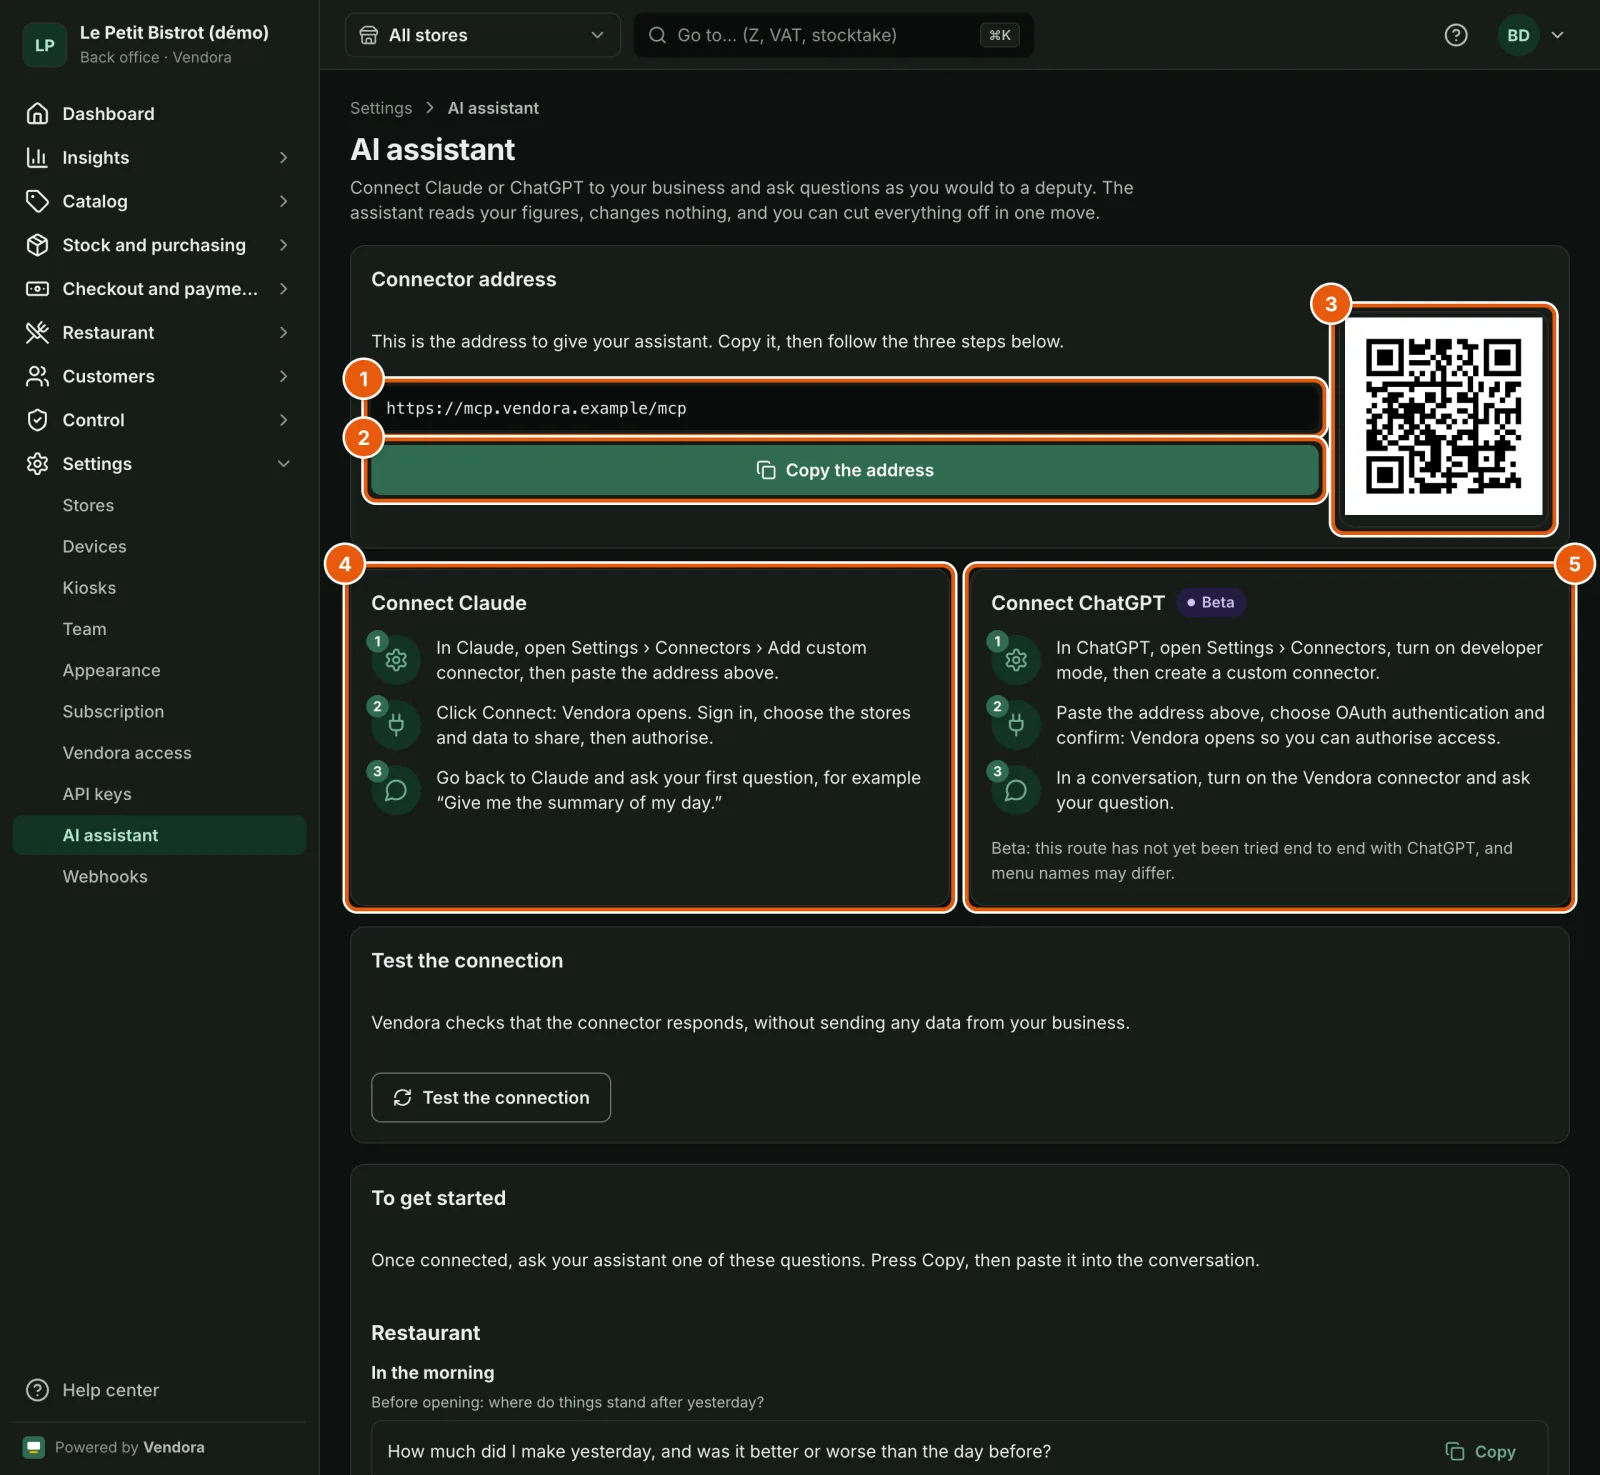 LP
Le Petit Bistrot (démo)
Back office · Vendora
All stores
Go to... (Z, VAT, stocktake)
⌘K
BD
Dashboard
Insights
Catalog
Stock and purchasing
Checkout and payme...
Restaurant
Customers
Control
Settings
Stores
Devices
Kiosks
Team
Appearance
Subscription
Vendora access
API keys
AI assistant
Webhooks
Help center
Powered by Vendora
Settings > AI assistant
AI assistant
Connect Claude or ChatGPT to your business and ask questions as you would to a deputy. The
assistant reads your figures, changes nothing, and you can cut everything off in one move.
Connector address
This is the address to give your assistant. Copy it, then follow the three steps below.
1
https://mcp.vendora.example/mcp
2
Copy the address
3
4
Connect Claude
1
In Claude, open Settings › Connectors › Add custom
connector, then paste the address above.
2
Click Connect: Vendora opens. Sign in, choose the stores
and data to share, then authorise.
3
Go back to Claude and ask your first question, for example
“Give me the summary of my day.”
5
Connect ChatGPT
Beta
1
In ChatGPT, open Settings › Connectors, turn on developer
mode, then create a custom connector.
2
Paste the address above, choose OAuth authentication and
confirm: Vendora opens so you can authorise access.
3
In a conversation, turn on the Vendora connector and ask
your question.
Beta: this route has not yet been tried end to end with ChatGPT, and
menu names may differ.
Test the connection
Vendora checks that the connector responds, without sending any data from your business.
Test the connection
To get started
Once connected, ask your assistant one of these questions. Press Copy, then paste it into the conversation.
Restaurant
In the morning
Before opening: where do things stand after yesterday?
How much did I make yesterday, and was it better or worse than the day before?
Copy